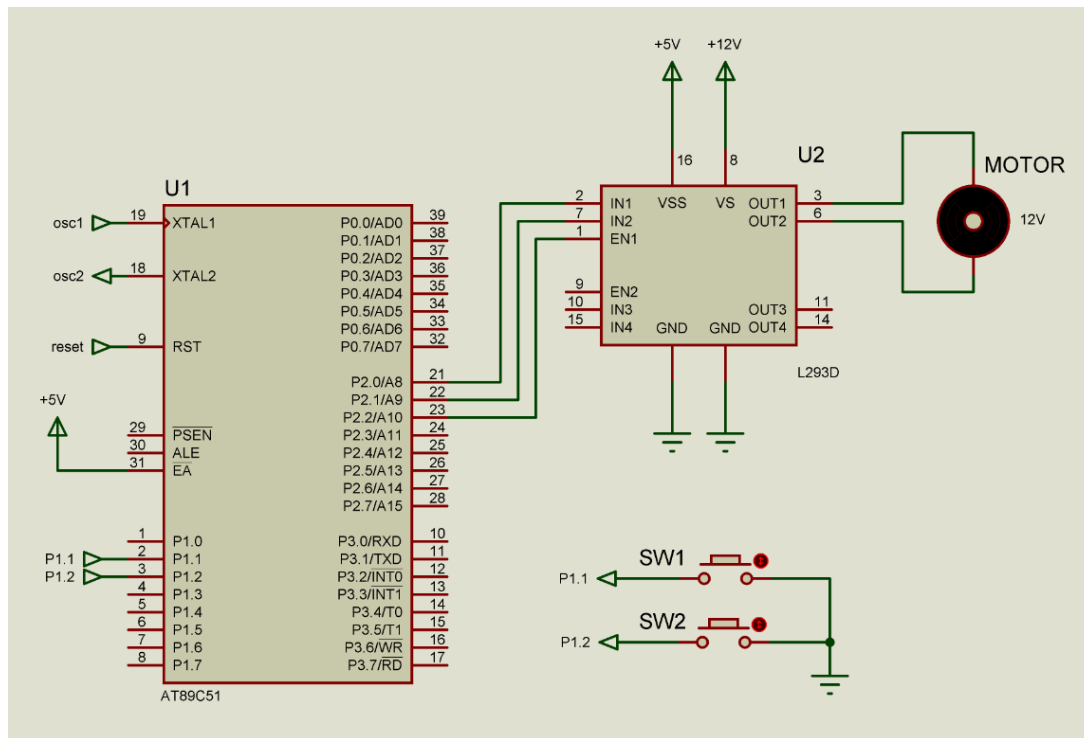 +5V
+12V
16
8
U2
MOTOR
12V
2
IN1
VSS
VS
OUT1
3
7
IN2
OUT2
6
1
EN1
9
EN2
10
IN3
OUT3
11
15
IN4
GND
GND
OUT4
14
L293D
U1
osc1
19
XTAL1
P0.0/AD0
39
P0.1/AD1
38
osc2
18
XTAL2
P0.2/AD2
37
P0.3/AD3
36
P0.4/AD4
35
P0.5/AD5
34
P0.6/AD6
33
reset
9
RST
P0.7/AD7
32
P2.0/A8
21
P2.1/A9
22
+5V
P2.2/A10
23
29
PSEN
P2.3/A11
24
30
ALE
P2.4/A12
25
31
EA
P2.5/A13
26
P2.6/A14
27
P2.7/A15
28
1
P1.0
P3.0/RXD
10
P1.1
2
P1.1
P3.1/TXD
11
P1.2
3
P1.2
P3.2/INT0
12
4
P1.3
P3.3/INT1
13
5
P1.4
P3.4/T0
14
6
P1.5
P3.5/T1
15
7
P1.6
P3.6/WR
16
8
P1.7
P3.7/RD
17
AT89C51
SW1
P1.1
SW2
P1.2